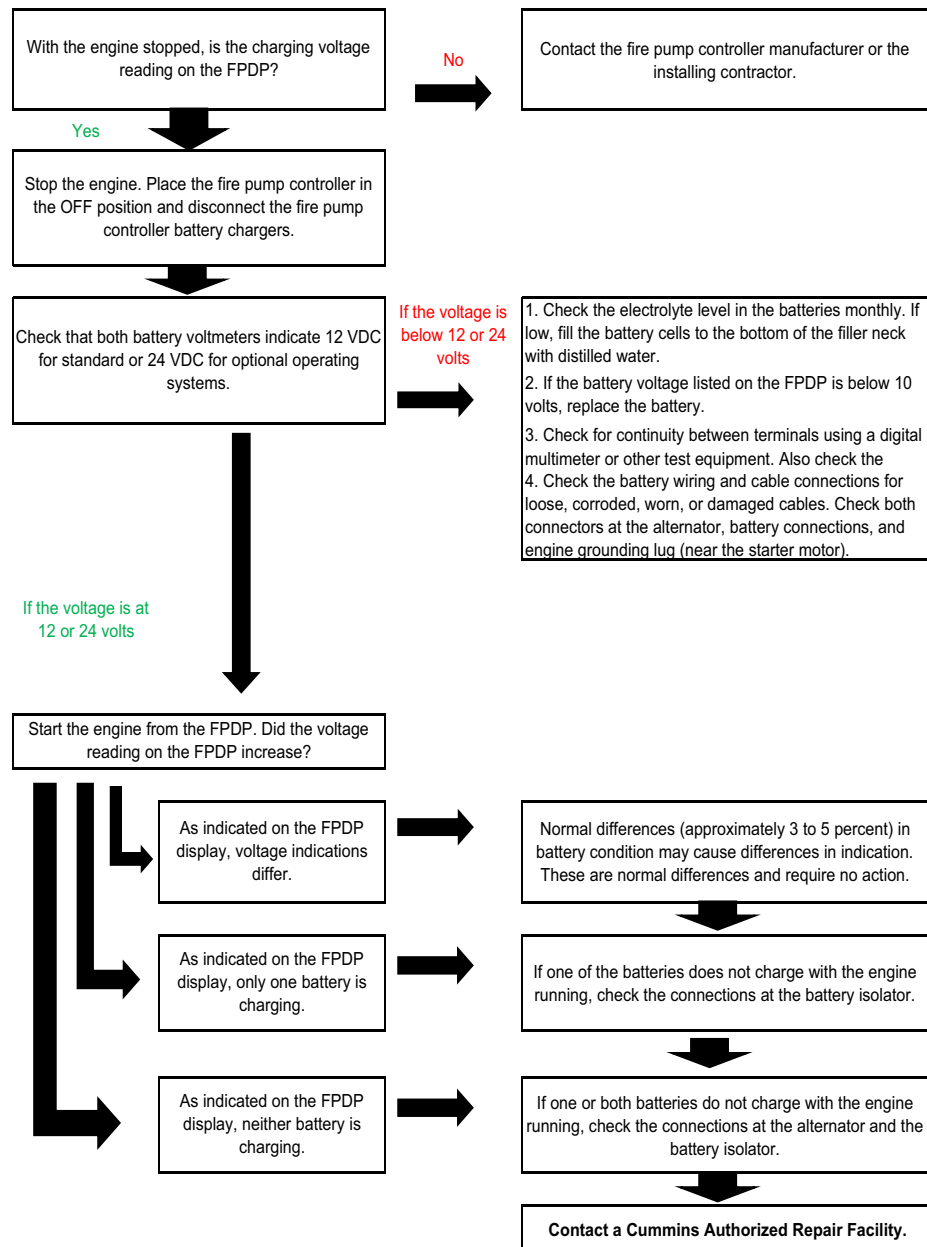 With the engine stopped, is the charging voltage
reading on the FPDP?
No
Contact the fire pump controller manufacturer or the
installing contractor.
Yes
Stop the engine. Place the fire pump controller in
the OFF position and disconnect the fire pump
controller battery chargers.
Check that both battery voltmeters indicate 12 VDC
for standard or 24 VDC for optional operating
systems.
If the voltage is
below 12 or 24
volts
1. Check the electrolyte level in the batteries monthly. If
low, fill the battery cells to the bottom of the filler neck
with distilled water.
2. If the battery voltage listed on the FPDP is below 10
volts, replace the battery.
3. Check for continuity between terminals using a digital
multimeter or other test equipment. Also check the
4. Check the battery wiring and cable connections for
loose, corroded, worn, or damaged cables. Check both
connectors at the alternator, battery connections, and
engine grounding lug (near the starter motor).
If the voltage is at
12 or 24 volts
Start the engine from the FPDP. Did the voltage
reading on the FPDP increase?
As indicated on the FPDP
display, voltage indications
differ.
Normal differences (approximately 3 to 5 percent) in
battery condition may cause differences in indication.
These are normal differences and require no action.
As indicated on the FPDP
display, only one battery is
charging.
If one of the batteries does not charge with the engine
running, check the connections at the battery isolator.
As indicated on the FPDP
display, neither battery is
charging.
If one or both batteries do not charge with the engine
running, check the connections at the alternator and the
battery isolator.
Contact a Cummins Authorized Repair Facility.